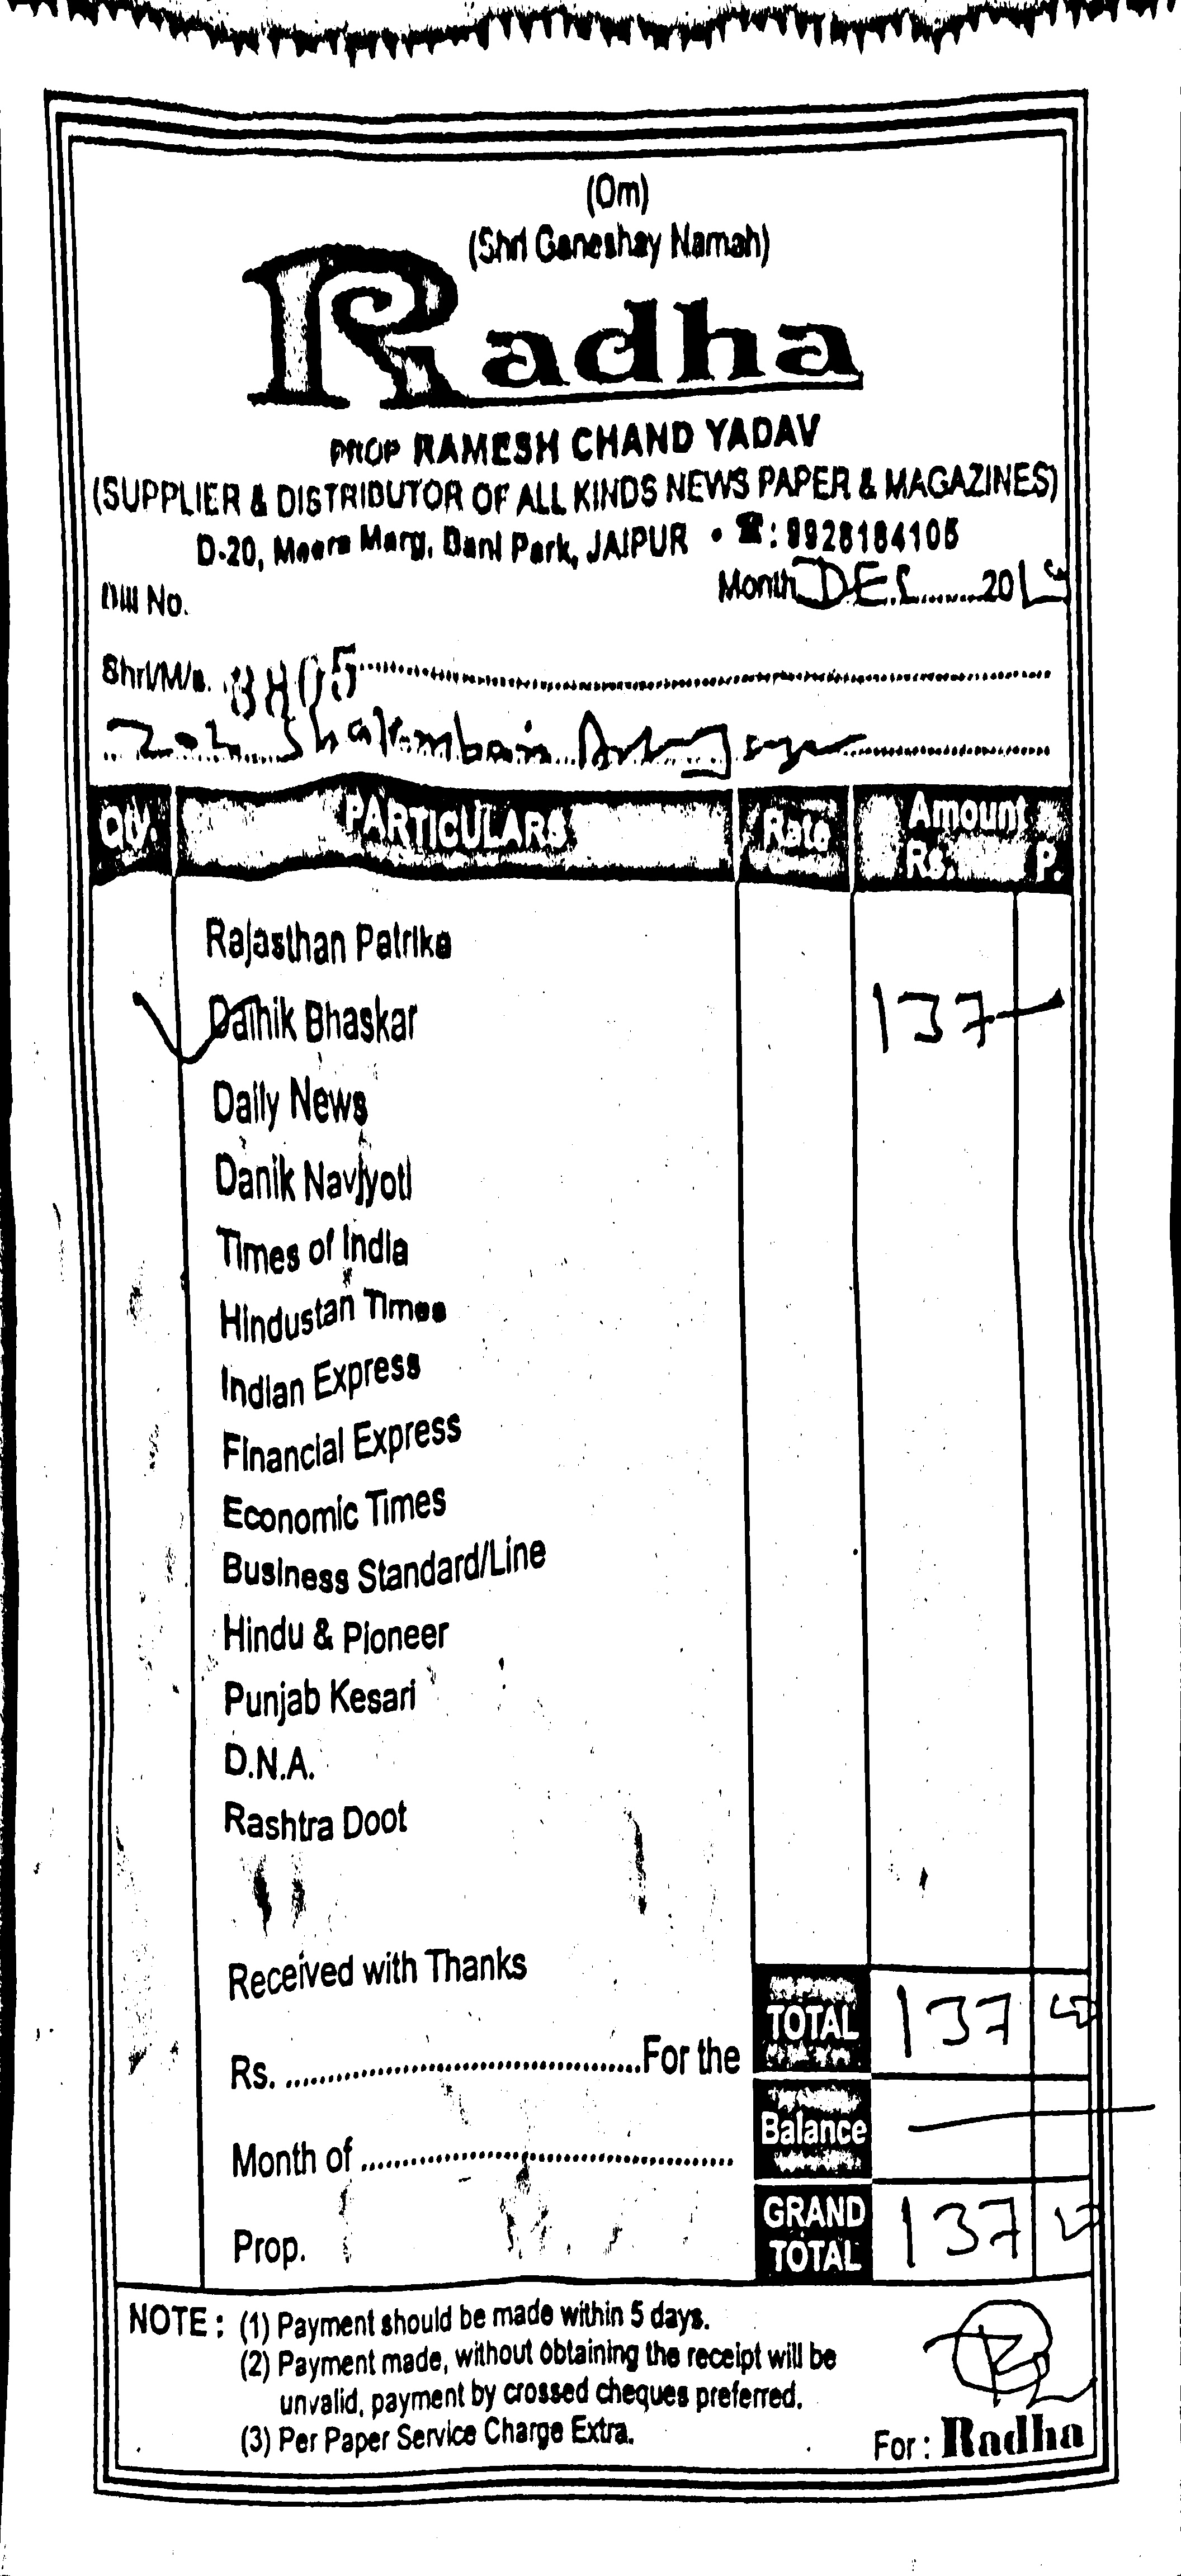 (Om)
(Shri Ganeshay Namah)
Radha
PROP RAMESH CHAND YADAV
(SUPPLIER & DISTRIBUTOR OF ALL KINDS NEWS PAPER & MAGAZINES)
D-20, Meera Marg, Bani Park, JAIPUR • ☎: 9928184105
Bill No.
Month DEC 20
Shri/M/s.
Qty. PARTICULARS Rate Amount Rs. P.
Rajasthan Patrika
Dainik Bhaskar 137
Daily News
Danik Navjyoti
Times of India
Hindustan Times
Indian Express
Financial Express
Economic Times
Business Standard/Line
Hindu & Pioneer
Punjab Kesari
D.N.A.
Rashtra Doot
Received with Thanks
TOTAL 137
Rs. ........................................For the
Balance
Month of .............................................
GRAND TOTAL 137
Prop.
NOTE : (1) Payment should be made within 5 days.
(2) Payment made, without obtaining the receipt will be
unvalid, payment by crossed cheques preferred.
(3) Per Paper Service Charge Extra.
For : Radha